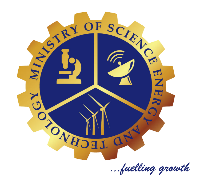 MINISTRY OF SCIENCE ENERGY AND TECHNOLOGY
...fuelling growth